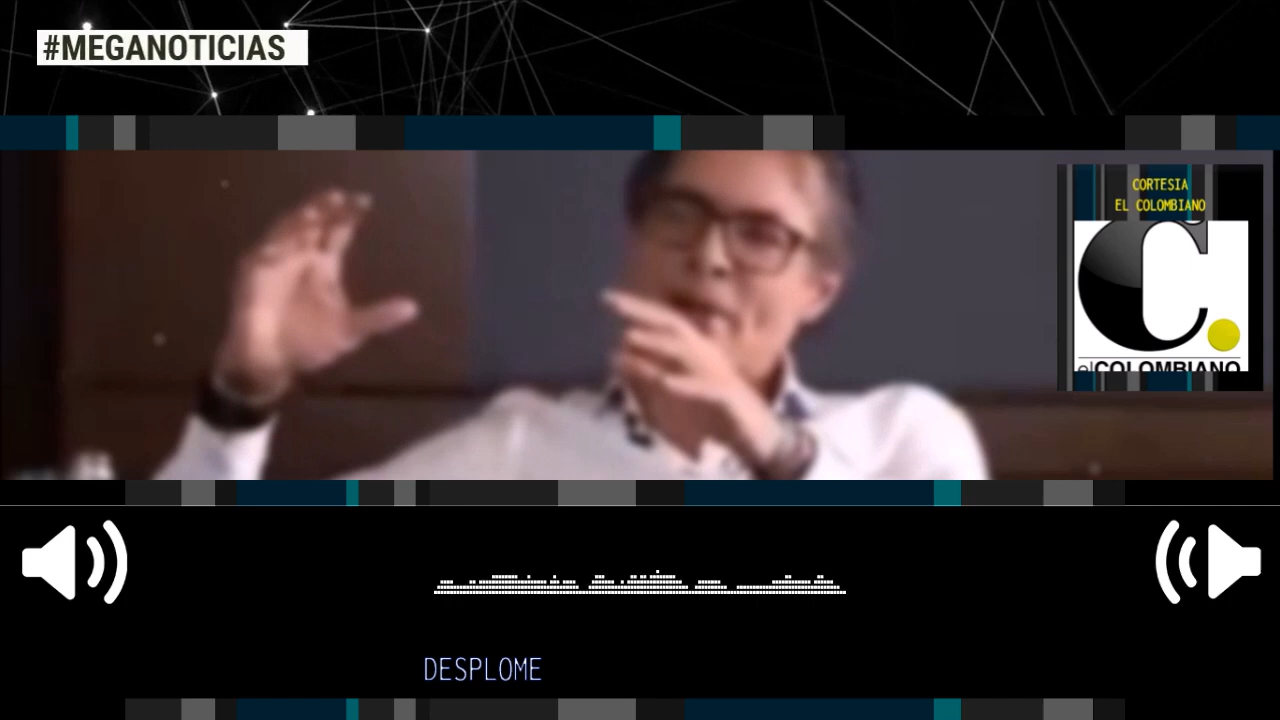 #MEGANOTICIAS
CORTESIA
EL COLOMBIANO
C.
elCOLOMBIANO
DESPLOME